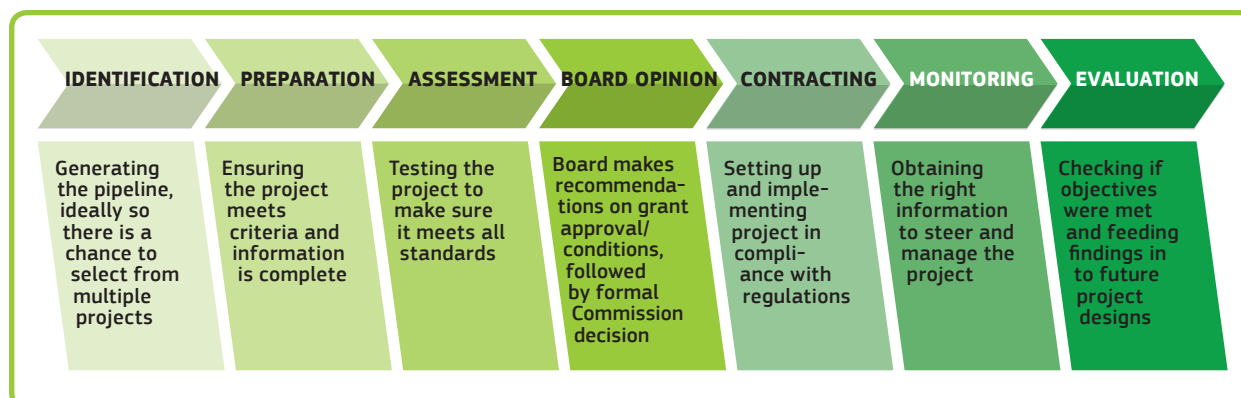 IDENTIFICATION
PREPARATION
ASSESSMENT
BOARD OPINION
CONTRACTING
MONITORING
EVALUATION
Generating
the pipeline,
ideally so
there is a
chance to
select from
multiple
projects
Ensuring
the project
meets
criteria and
information
is complete
Testing the
project to
make sure
it meets all
standards
Board makes
recommenda-
tions on grant
approval/
conditions,
followed
by formal
Commission
decision
Setting up
and imple-
menting
project in
compli-
ance with
regulations
Obtaining
the right
information
to steer and
manage the
project
Checking if
objectives
were met
and feeding
findings in
to future
project
designs